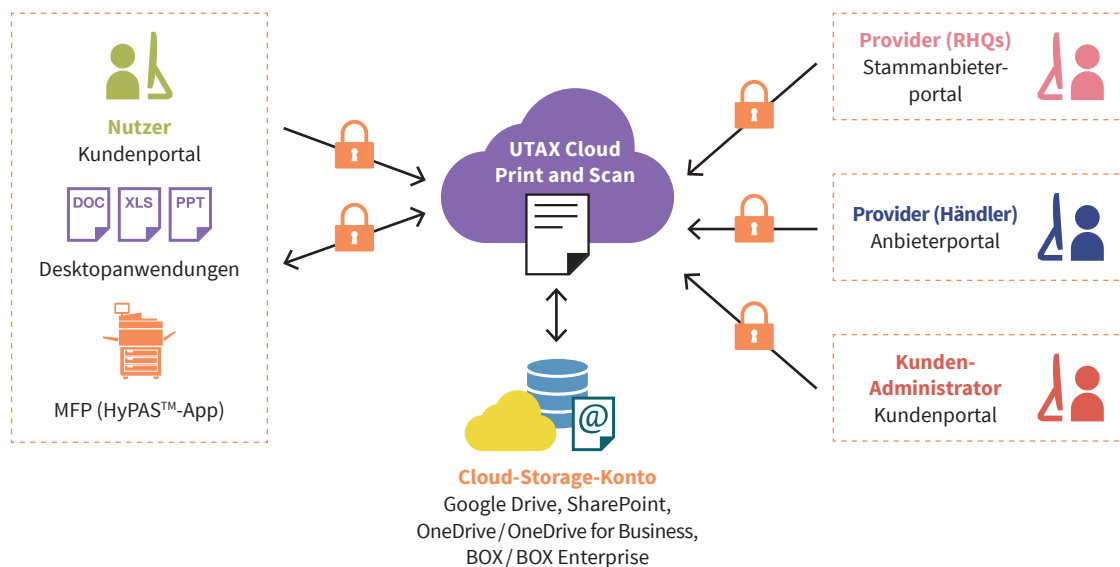 Nutzer
Kundenportal
DOC XLS PPT
Desktopanwendungen
MFP (HyPAS™-App)
UTAX Cloud
Print and Scan
@
Cloud-Storage-Konto
Google Drive, SharePoint,
OneDrive / OneDrive for Business,
BOX / BOX Enterprise
Provider (RHQs)
Stammanbieter-
portal
Provider (Händler)
Anbieterportal
Kunden-
Administrator
Kundenportal